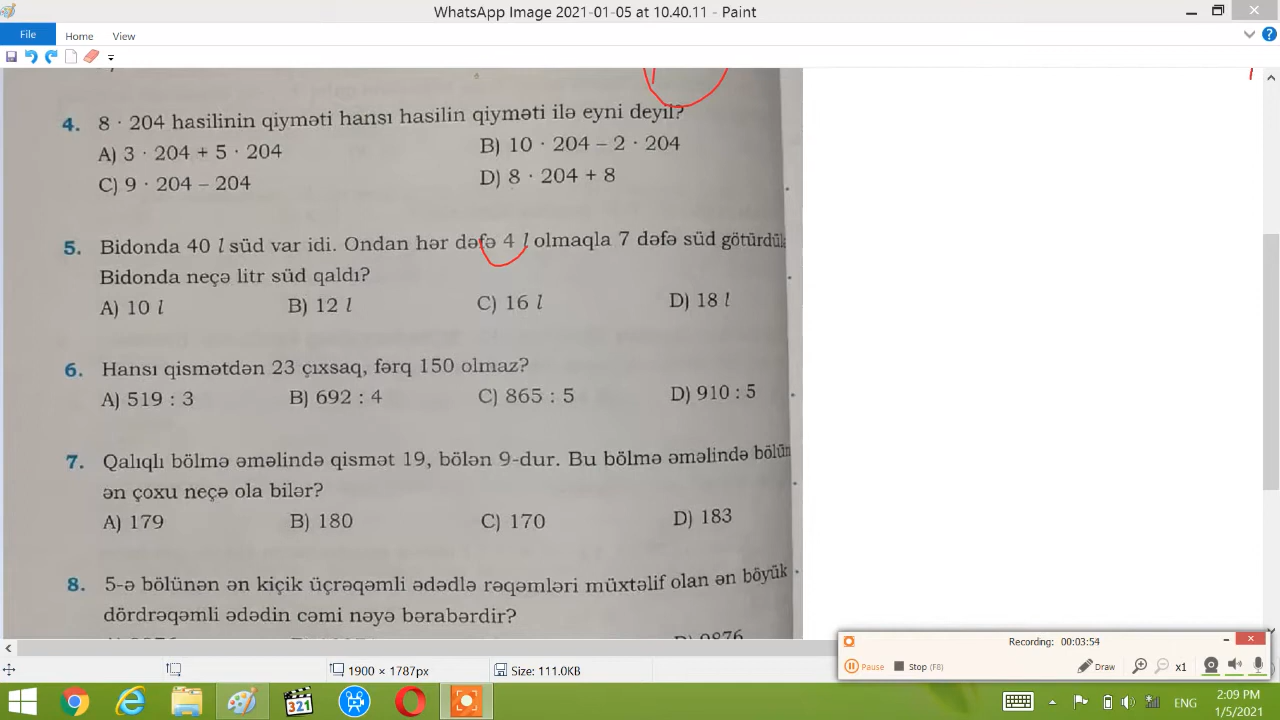 WhatsApp Image 2021-01-05 at 10.40.11 - Paint
File Home View
4. 8 · 204 hasilinin qiyməti hansı hasilin qiyməti ilə eyni deyil?
A) 3 · 204 + 5 · 204 B) 10 · 204 – 2 · 204
C) 9 · 204 – 204 D) 8 · 204 + 8
5. Bidonda 40 l süd var idi. Ondan hər dəfə 4 l olmaqla 7 dəfə süd
Bidonda neçə litr süd qaldı?
A) 10 l B) 12 l C) 16 l D) 18 l
6. Hansı qismətdən 23 çıxsaq, fərq 150 olmaz?
A) 519 : 3 B) 692 : 4 C) 865 : 5 D) 910 : 5
7. Qalıqlı bölmə əməlində qismət 19, bölən 9-dur. Bu bölmə əməlində
ən çoxu neçə ola bilər?
A) 179 B) 180 C) 170 D) 183
8. 5-ə bölünən ən kiçik üçrəqəmli ədədlə rəqəmləri müxtəlif olan ən böyük
dördrəqəmli ədədin cəmi nəyə bərabərdir?
D) 9876
Recording: 00:03:54
Pause Stop (F8) Draw x1
1900 × 1787px Size: 111.0KB
321
ENG
2:09 PM
1/5/2021